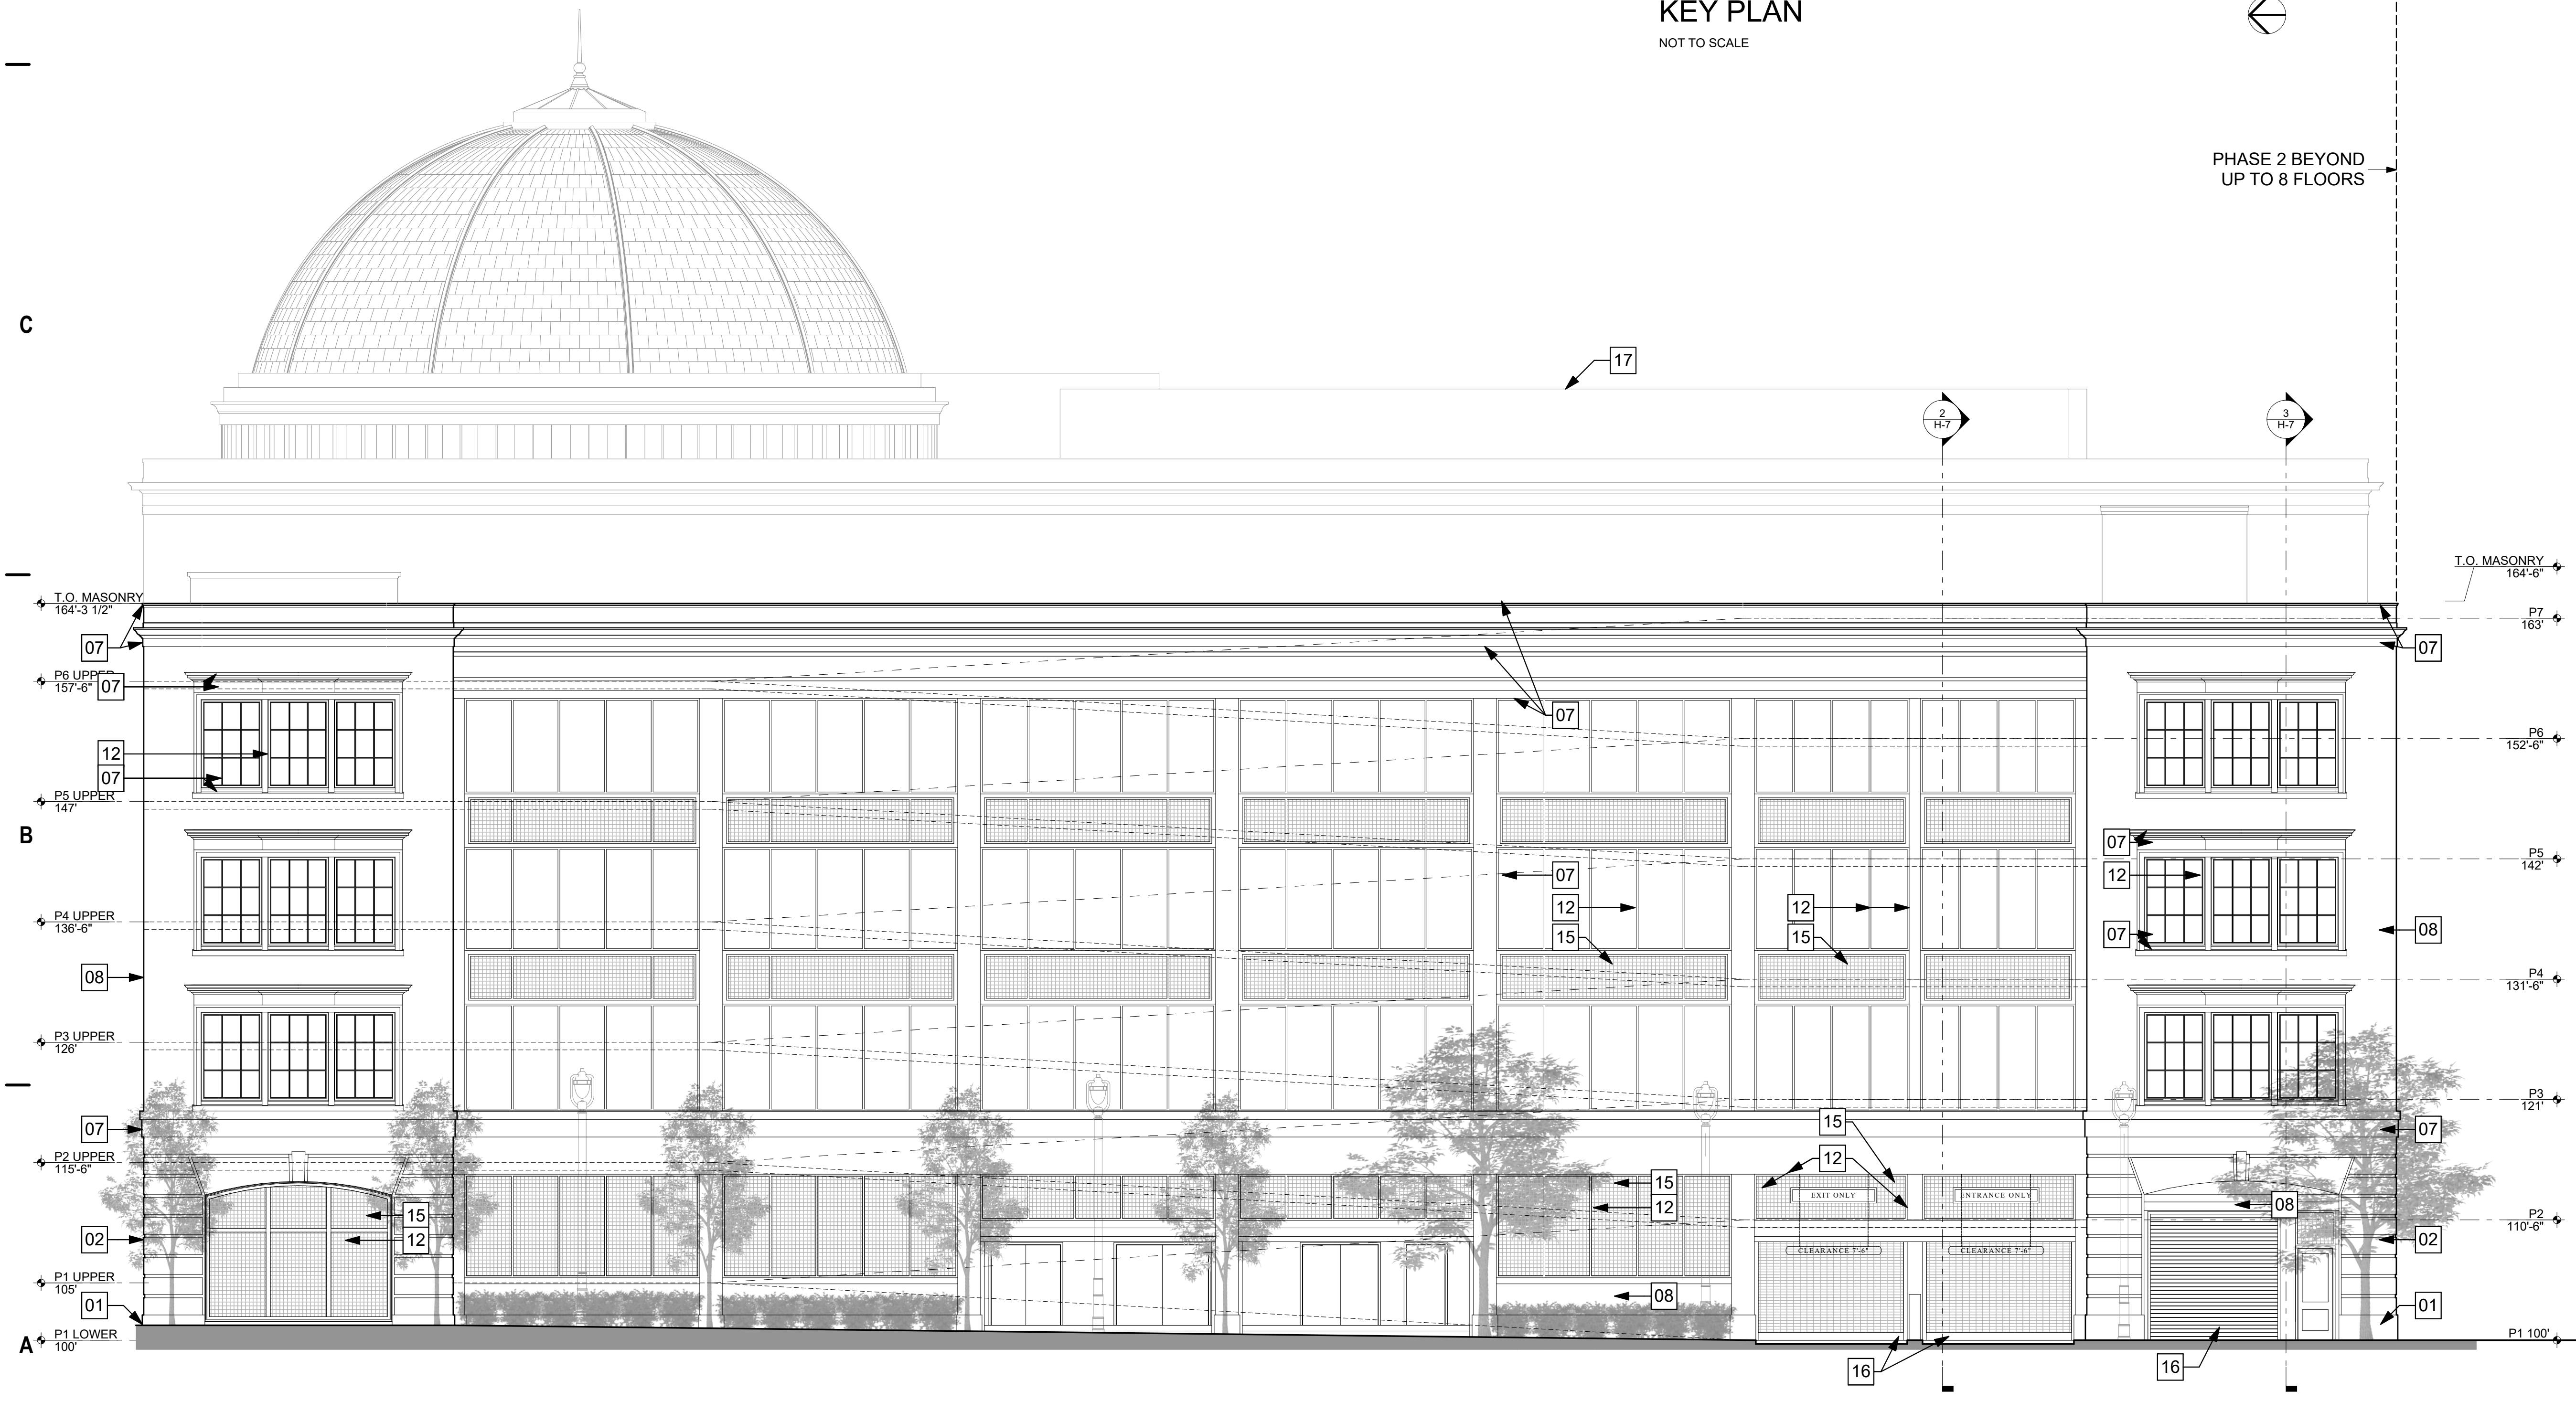 KEY PLAN
NOT TO SCALE
PHASE 2 BEYOND
UP TO 8 FLOORS
C
17
2
H-7
3
H-7
T.O. MASONRY
164'-6"
T.O. MASONRY
164'-3 1/2"
P7
163'
07
07
P6 UPPER
157'-6"
07
07
P6
152'-6"
12
07
P5 UPPER
147'
B
07
P5
142'
07
12
12
12
P4 UPPER
136'-6"
08
07
15
15
08
P4
131'-6"
P3 UPPER
126'
P3
121'
15
07
07
P2 UPPER
115'-6"
12
15
EXIT ONLY
ENTRANCE ONLY
12
08
15
P2
110'-6"
02
12
02
CLEARANCE 7'-6"
CLEARANCE 7'-6"
P1 UPPER
105'
08
01
01
P1 LOWER
100'
A
P1 100'
16
16